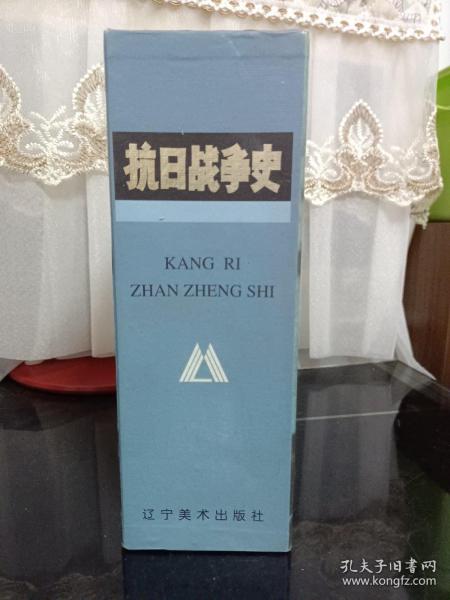 抗日战争史
KANG RI
ZHAN ZHENG SHI
辽宁美术出版社
孔夫子旧书网
www.kongfz.com